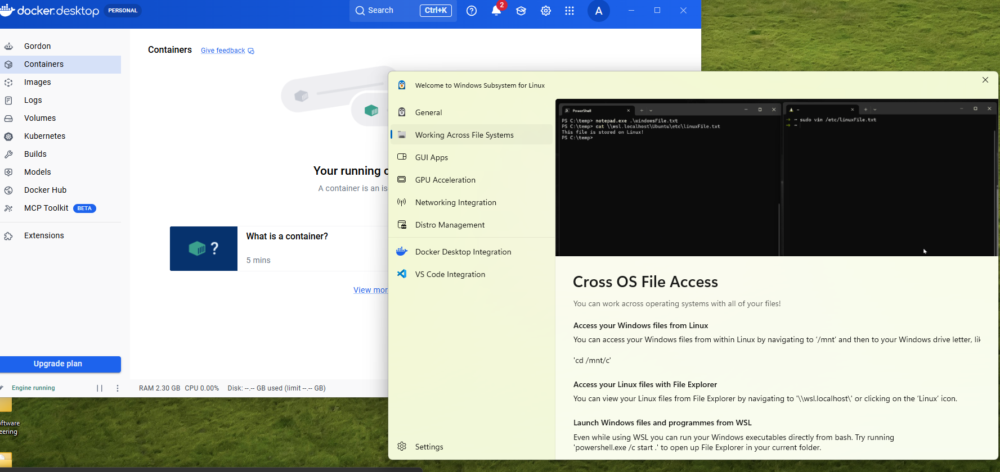 docker.desktop PERSONAL
Search Ctrl+K
2
A
Gordon
Containers
Images
Logs
Volumes
Kubernetes
Builds
Models
Docker Hub
MCP Toolkit BETA
Extensions
Upgrade plan
Engine running
Containers Give feedback
Your running
A container is an
What is a container?
5 mins
View
RAM 2.30 GB CPU 0.00% Disk: --.-- GB used (limit --.-- GB)
Welcome to Windows Subsystem for Linux
General
Working Across File Systems
GUI Apps
GPU Acceleration
Networking Integration
Distro Management
Docker Desktop Integration
VS Code Integration
Settings
PowerShell
PS C:\temp> notepad.exe .\windowsFile.txt
PS C:\temp> cat \\wsl.localhost\Ubuntu\etc\linuxFile.txt
This file is stored on Linux!
PS C:\temp>
~
~ sudo vim /etc/linuxFile.txt
~
Cross OS File Access
You can work across operating systems with all of your files!
Access your Windows files from Linux
You can access your Windows files from within Linux by navigating to ‘/mnt’ and then to your Windows drive letter,
'cd /mnt/c'
Access your Linux files with File Explorer
You can view your Linux files from File Explorer by navigating to '\\wsl.localhost\' or clicking on the ‘Linux’ icon.
Launch Windows files and programmes from WSL
Even while using WSL you can run your Windows executables directly from bash. Try running
'powershell.exe /c start .' to open up File Explorer in your current folder.